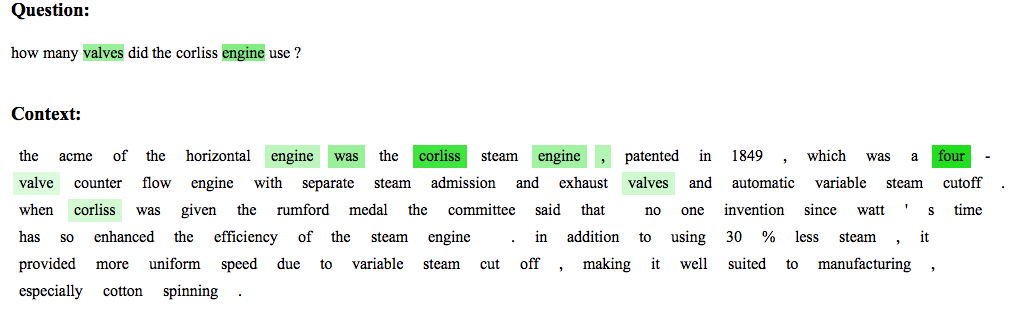 Question:
how many valves did the corliss engine use ?
Context:
the acme of the horizontal engine was the corliss steam engine , patented in 1849 , which was a four -
valve counter flow engine with separate steam admission and exhaust valves and automatic variable steam cutoff .
when corliss was given the rumford medal the committee said that no one invention since watt ' s time
has so enhanced the efficiency of the steam engine . in addition to using 30 % less steam , it
provided more uniform speed due to variable steam cut off , making it well suited to manufacturing ,
especially cotton spinning .